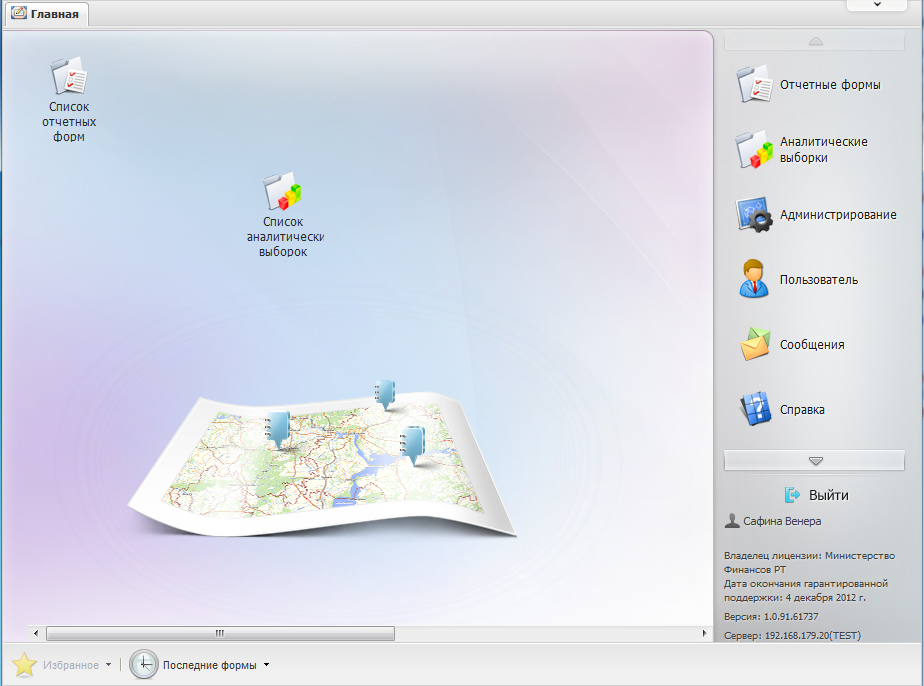 Главная
Список
отчетных
форм
Список
аналитически
выборок
Отчетные формы
Аналитические
выборки
Администрирование
Пользователь
Сообщения
Справка
Выйти
Сафина Венера
Владелец лицензии: Министерство
Финансов РТ
Дата окончания гарантированной
поддержки: 4 декабря 2012 г.
Версия: 1.0.91.61737
Сервер: 192.168.179.20(TEST)
Избранное
Последние формы